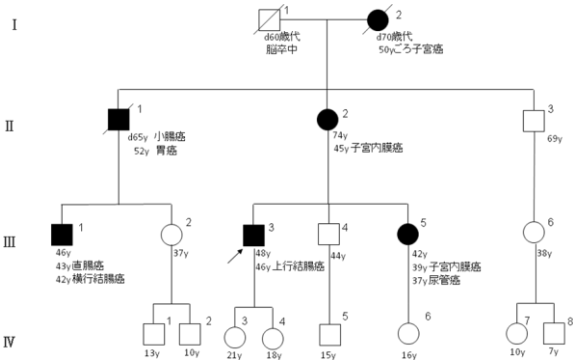 I
1
2
d60歳代
脳卒中
d70歳代
50yごろ子宮癌
II
1
2
3
d65y 小腸癌
52y 胃癌
74y
45y 子宮内膜癌
69y
III
1
2
3
4
5
6
46y
43y直腸癌
42y 横行結腸癌
37y
48y
46y 上行結腸癌
44y
42y
39y 子宮内膜癌
37y 尿管癌
38y
IV
1
2
3
4
5
6
7
8
13y
10y
21y
18y
15y
16y
10y
7y